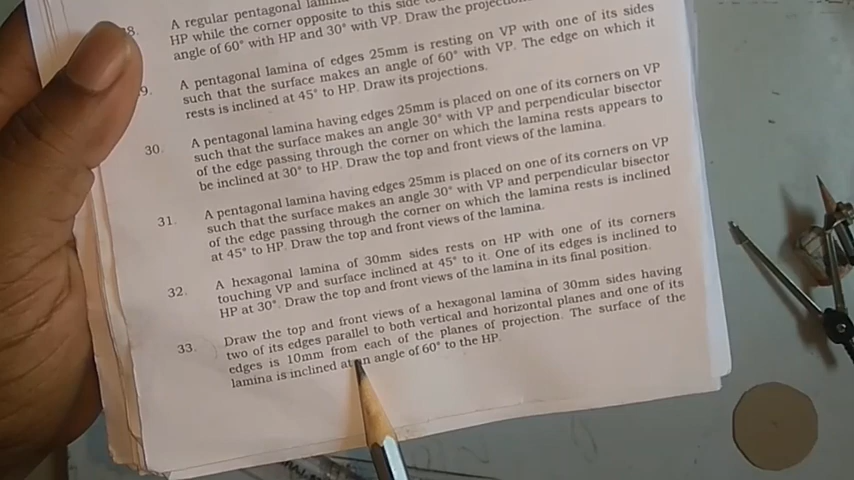 28. A regular pentagonal
HP while the corner opposite to this side
angle of 60° with HP and 30° with VP. Draw the
9. A pentagonal lamina of edges 25mm is resting on VP with one of its sides
such that the surface makes an angle of 60° with VP. The edge on which it
rests is inclined at 45° to HP. Draw its projections.
30. A pentagonal lamina having edges 25mm is placed on one of its corners on VP
such that the surface makes an angle 30° with VP and perpendicular bisector
of the edge passing through the corner on which the lamina rests appears to
be inclined at 30° to HP. Draw the top and front views of the lamina.
31. A pentagonal lamina having edges 25mm is placed on one of its corners on VP
such that the surface makes an angle 30° with VP and perpendicular bisector
of the edge passing through the corner on which the lamina rests is inclined
at 45° to HP. Draw the top and front views of the lamina.
32. A hexagonal lamina of 30mm sides rests on HP with one of its corners
touching VP and surface inclined at 45° to it. One of its edges is inclined to
HP at 30°. Draw the top and front views of the lamina in its final position.
33. Draw the top and front views of a hexagonal lamina of 30mm sides having
two of its edges parallel to both vertical and horizontal planes and one of its
edges is 10mm from each of the planes of projection. The surface of the
lamina is inclined at an angle of 60° to the HP.